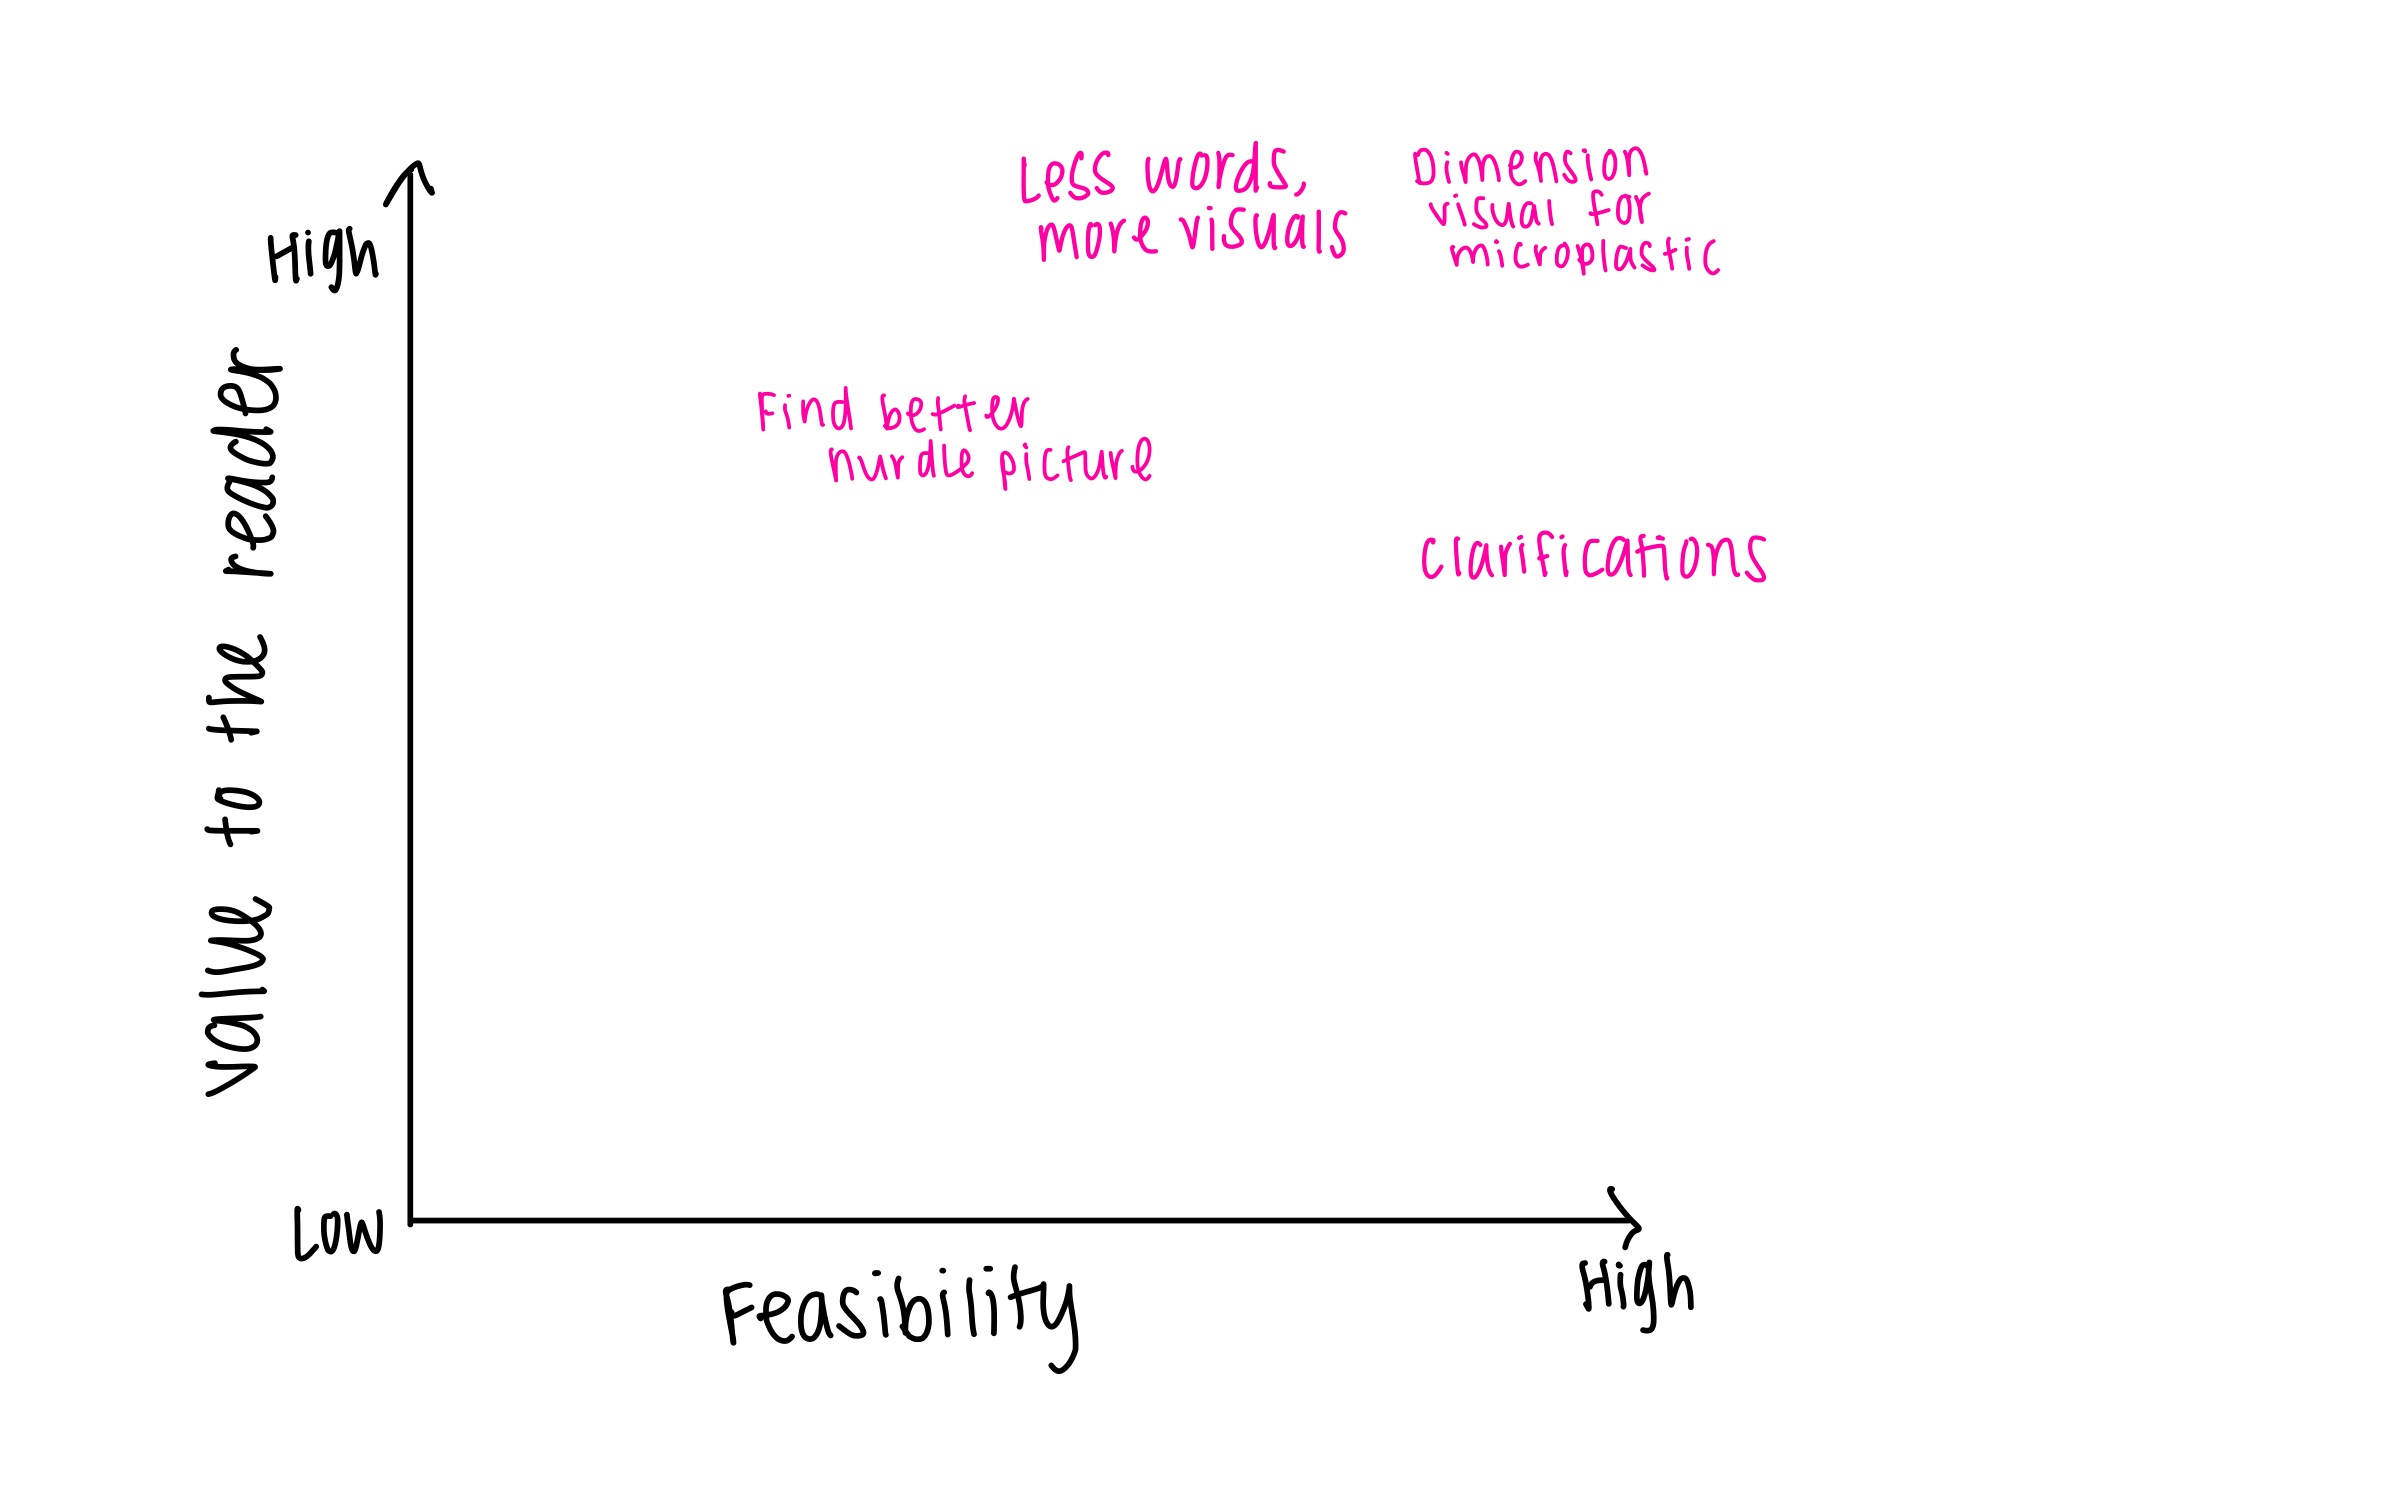 High
Less words,
more visuals
Dimension
visual for
microplastic
Find better
hurdle picture
clarifications
value to the reader
Low
Feasibility
High